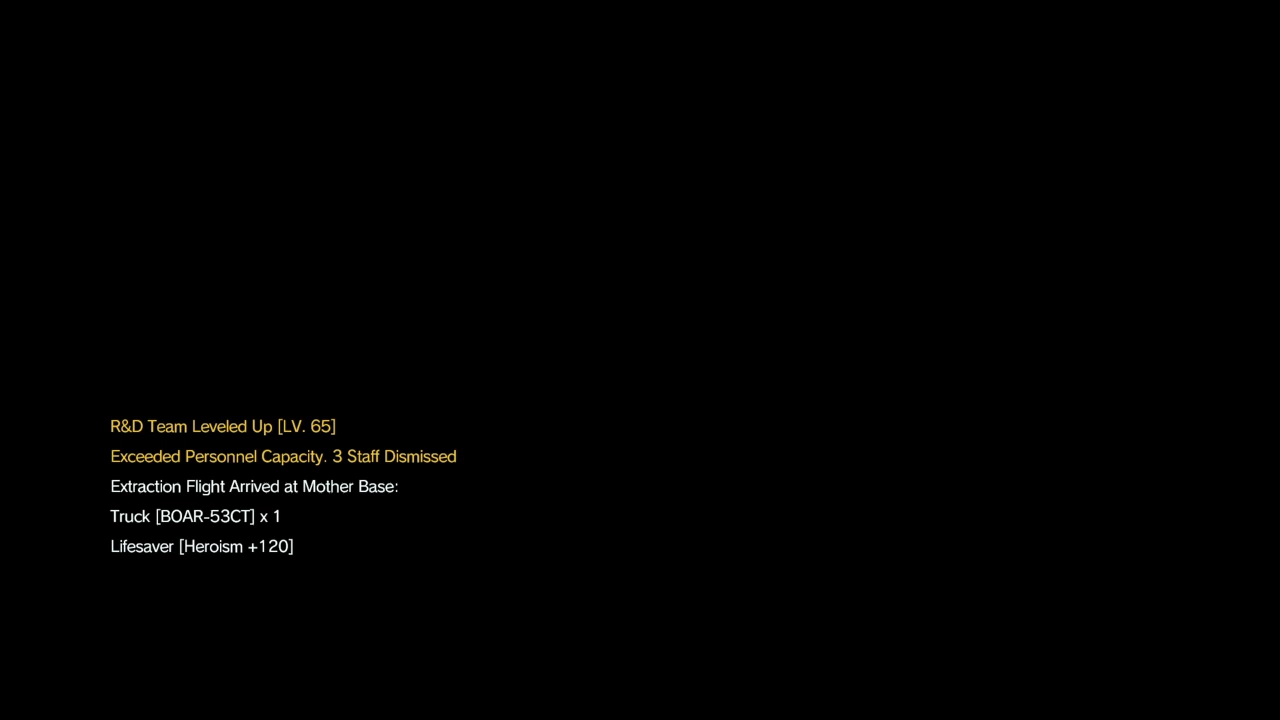 R&D Team Leveled Up [LV. 65]
Exceeded Personnel Capacity. 3 Staff Dismissed
Extraction Flight Arrived at Mother Base:
Truck [BOAR-53CT] x 1
Lifesaver [Heroism +120]